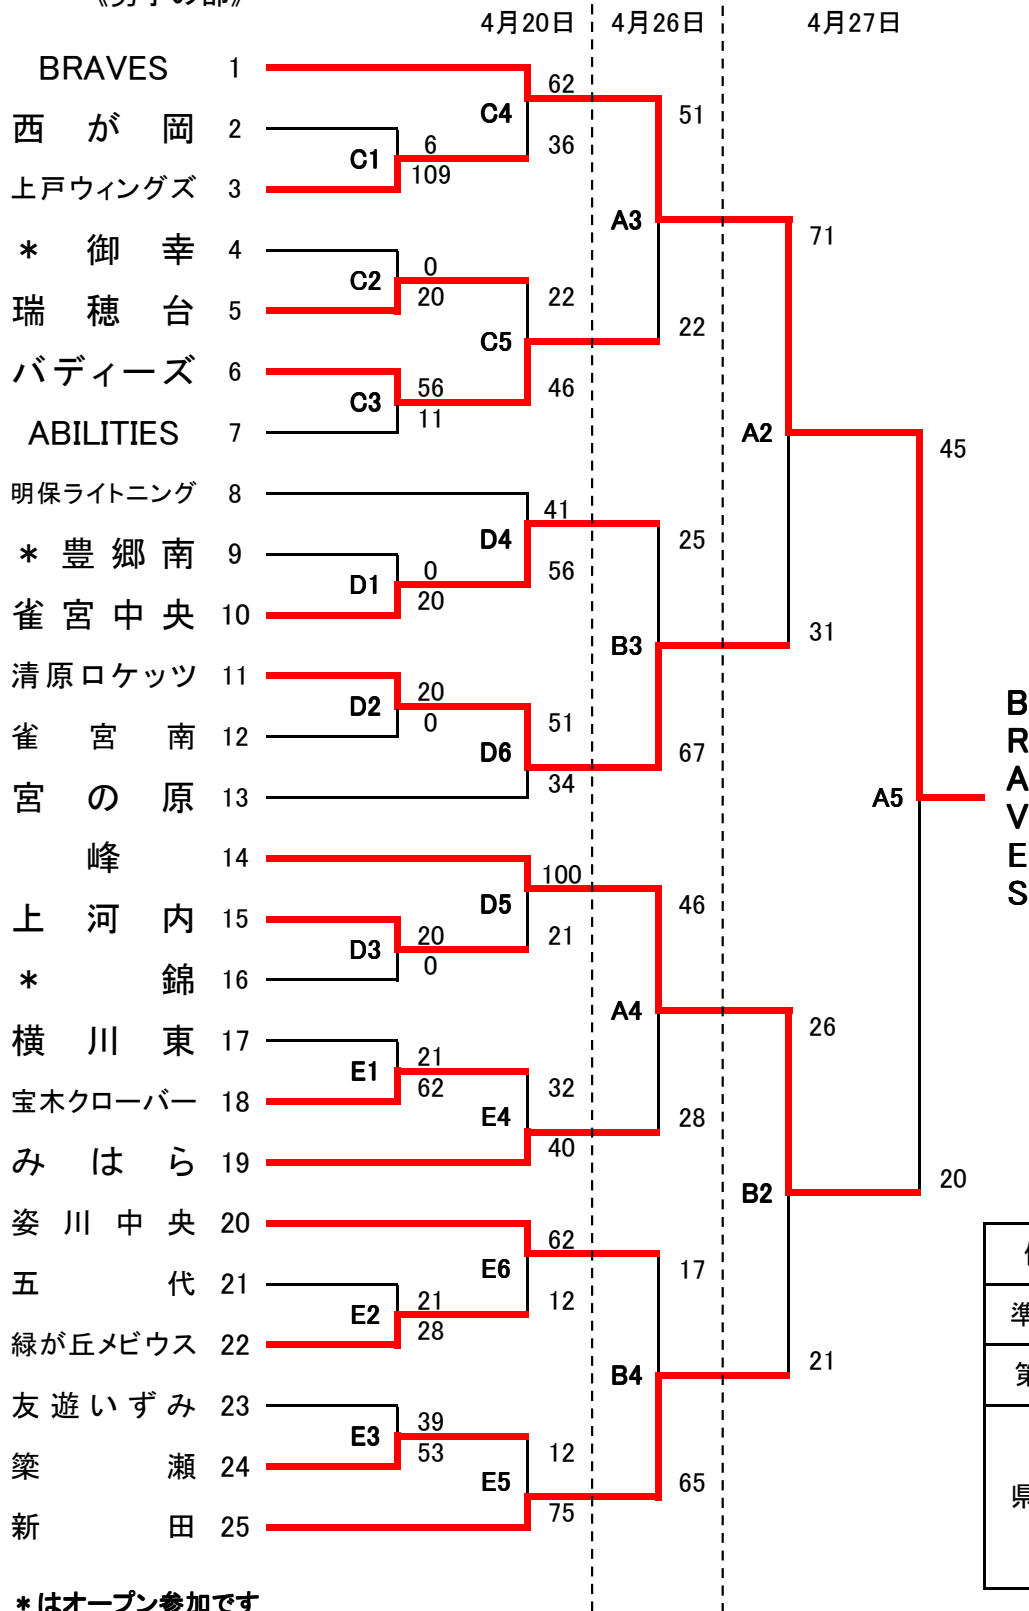 4月20日 4月26日 4月27日
BRAVES 1
62
C4
51
西が岡 2
6
36
C1
109
上戸ウィングズ 3
A3
71
*御幸 4
0
C2
20
22
瑞穂台 5
22
C5
バディーズ 6
56
46
C3
11
ABILITIES 7
A2
45
明保ライトニング 8
41
D4
25
*豊郷南 9
0
56
D1
20
雀宮中央 10
B3
31
清原ロケッツ 11
20
D2
0
51
雀宮南 12
D6
67
34
宮の原 13
A5
BRAVES
峰 14
100
D5
46
上河内 15
20
21
D3
0
*錦 16
A4
26
横川東 17
21
E1
62
32
宝木クローバー 18
E4
28
40
みはら 19
B2
20
姿川中央 20
62
E6
17
五代 21
21
12
E2
28
緑が丘メビウス 22
B4
21
友遊いずみ 23
39
E3
53
12
簗瀬 24
E5
65
75
新田 25
準
県
*はオープン参加です